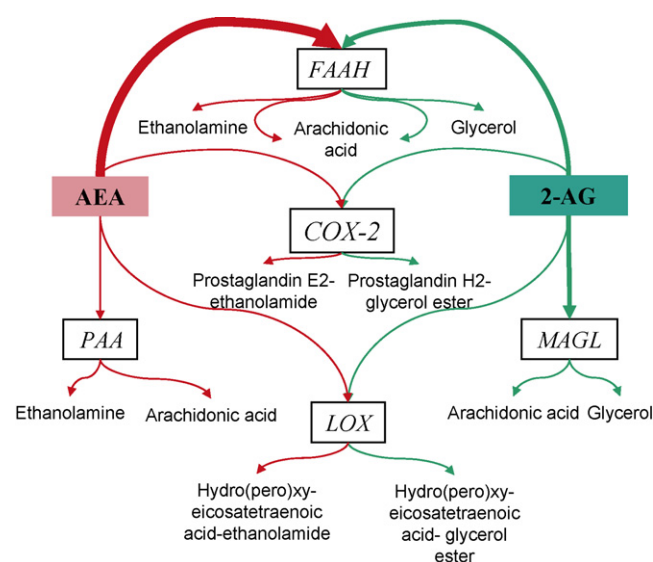 FAAH
Ethanolamine
Arachidonic
acid
Glycerol
AEA
2-AG
COX-2
Prostaglandin E2-
ethanolamide
Prostaglandin H2-
glycerol ester
PAA
MAGL
Ethanolamine
Arachidonic acid
LOX
Arachidonic acid
Glycerol
Hydro(pero)xy-
eicosatetraenoic
acid-ethanolamide
Hydro(pero)xy-
eicosatetraenoic
acid- glycerol
ester